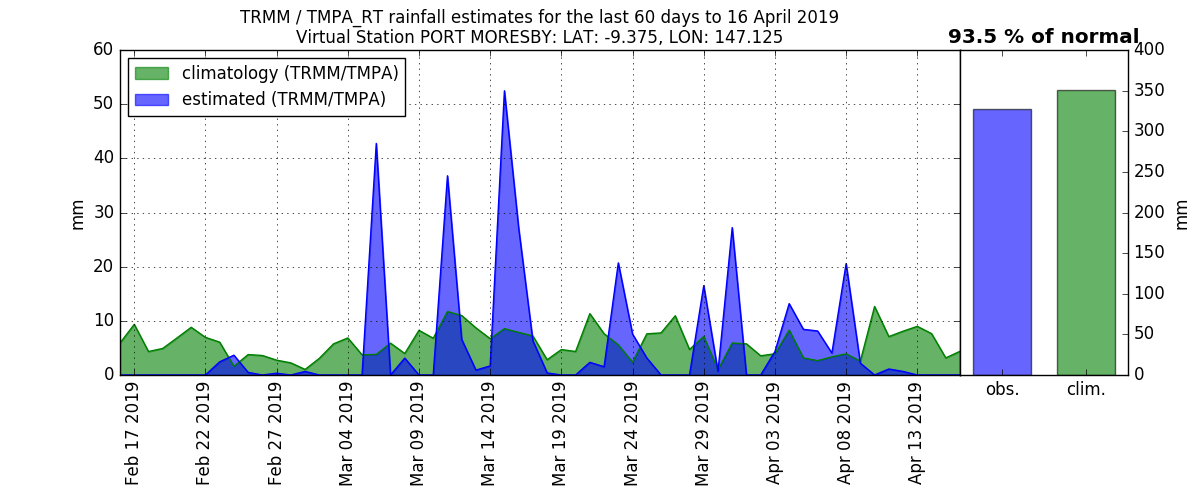 TRMM / TMPA_RT rainfall estimates for the last 60 days to 16 April 2019
Virtual Station PORT MORESBY: LAT: -9.375, LON: 147.125
93.5 % of normal
climatology (TRMM/TMPA)
estimated (TRMM/TMPA)
60
50
40
30
20
10
0
mm
400
350
300
250
200
150
100
50
0
mm
Feb 17 2019
Feb 22 2019
Feb 27 2019
Mar 04 2019
Mar 09 2019
Mar 14 2019
Mar 19 2019
Mar 24 2019
Mar 29 2019
Apr 03 2019
Apr 08 2019
Apr 13 2019
obs.
clim.